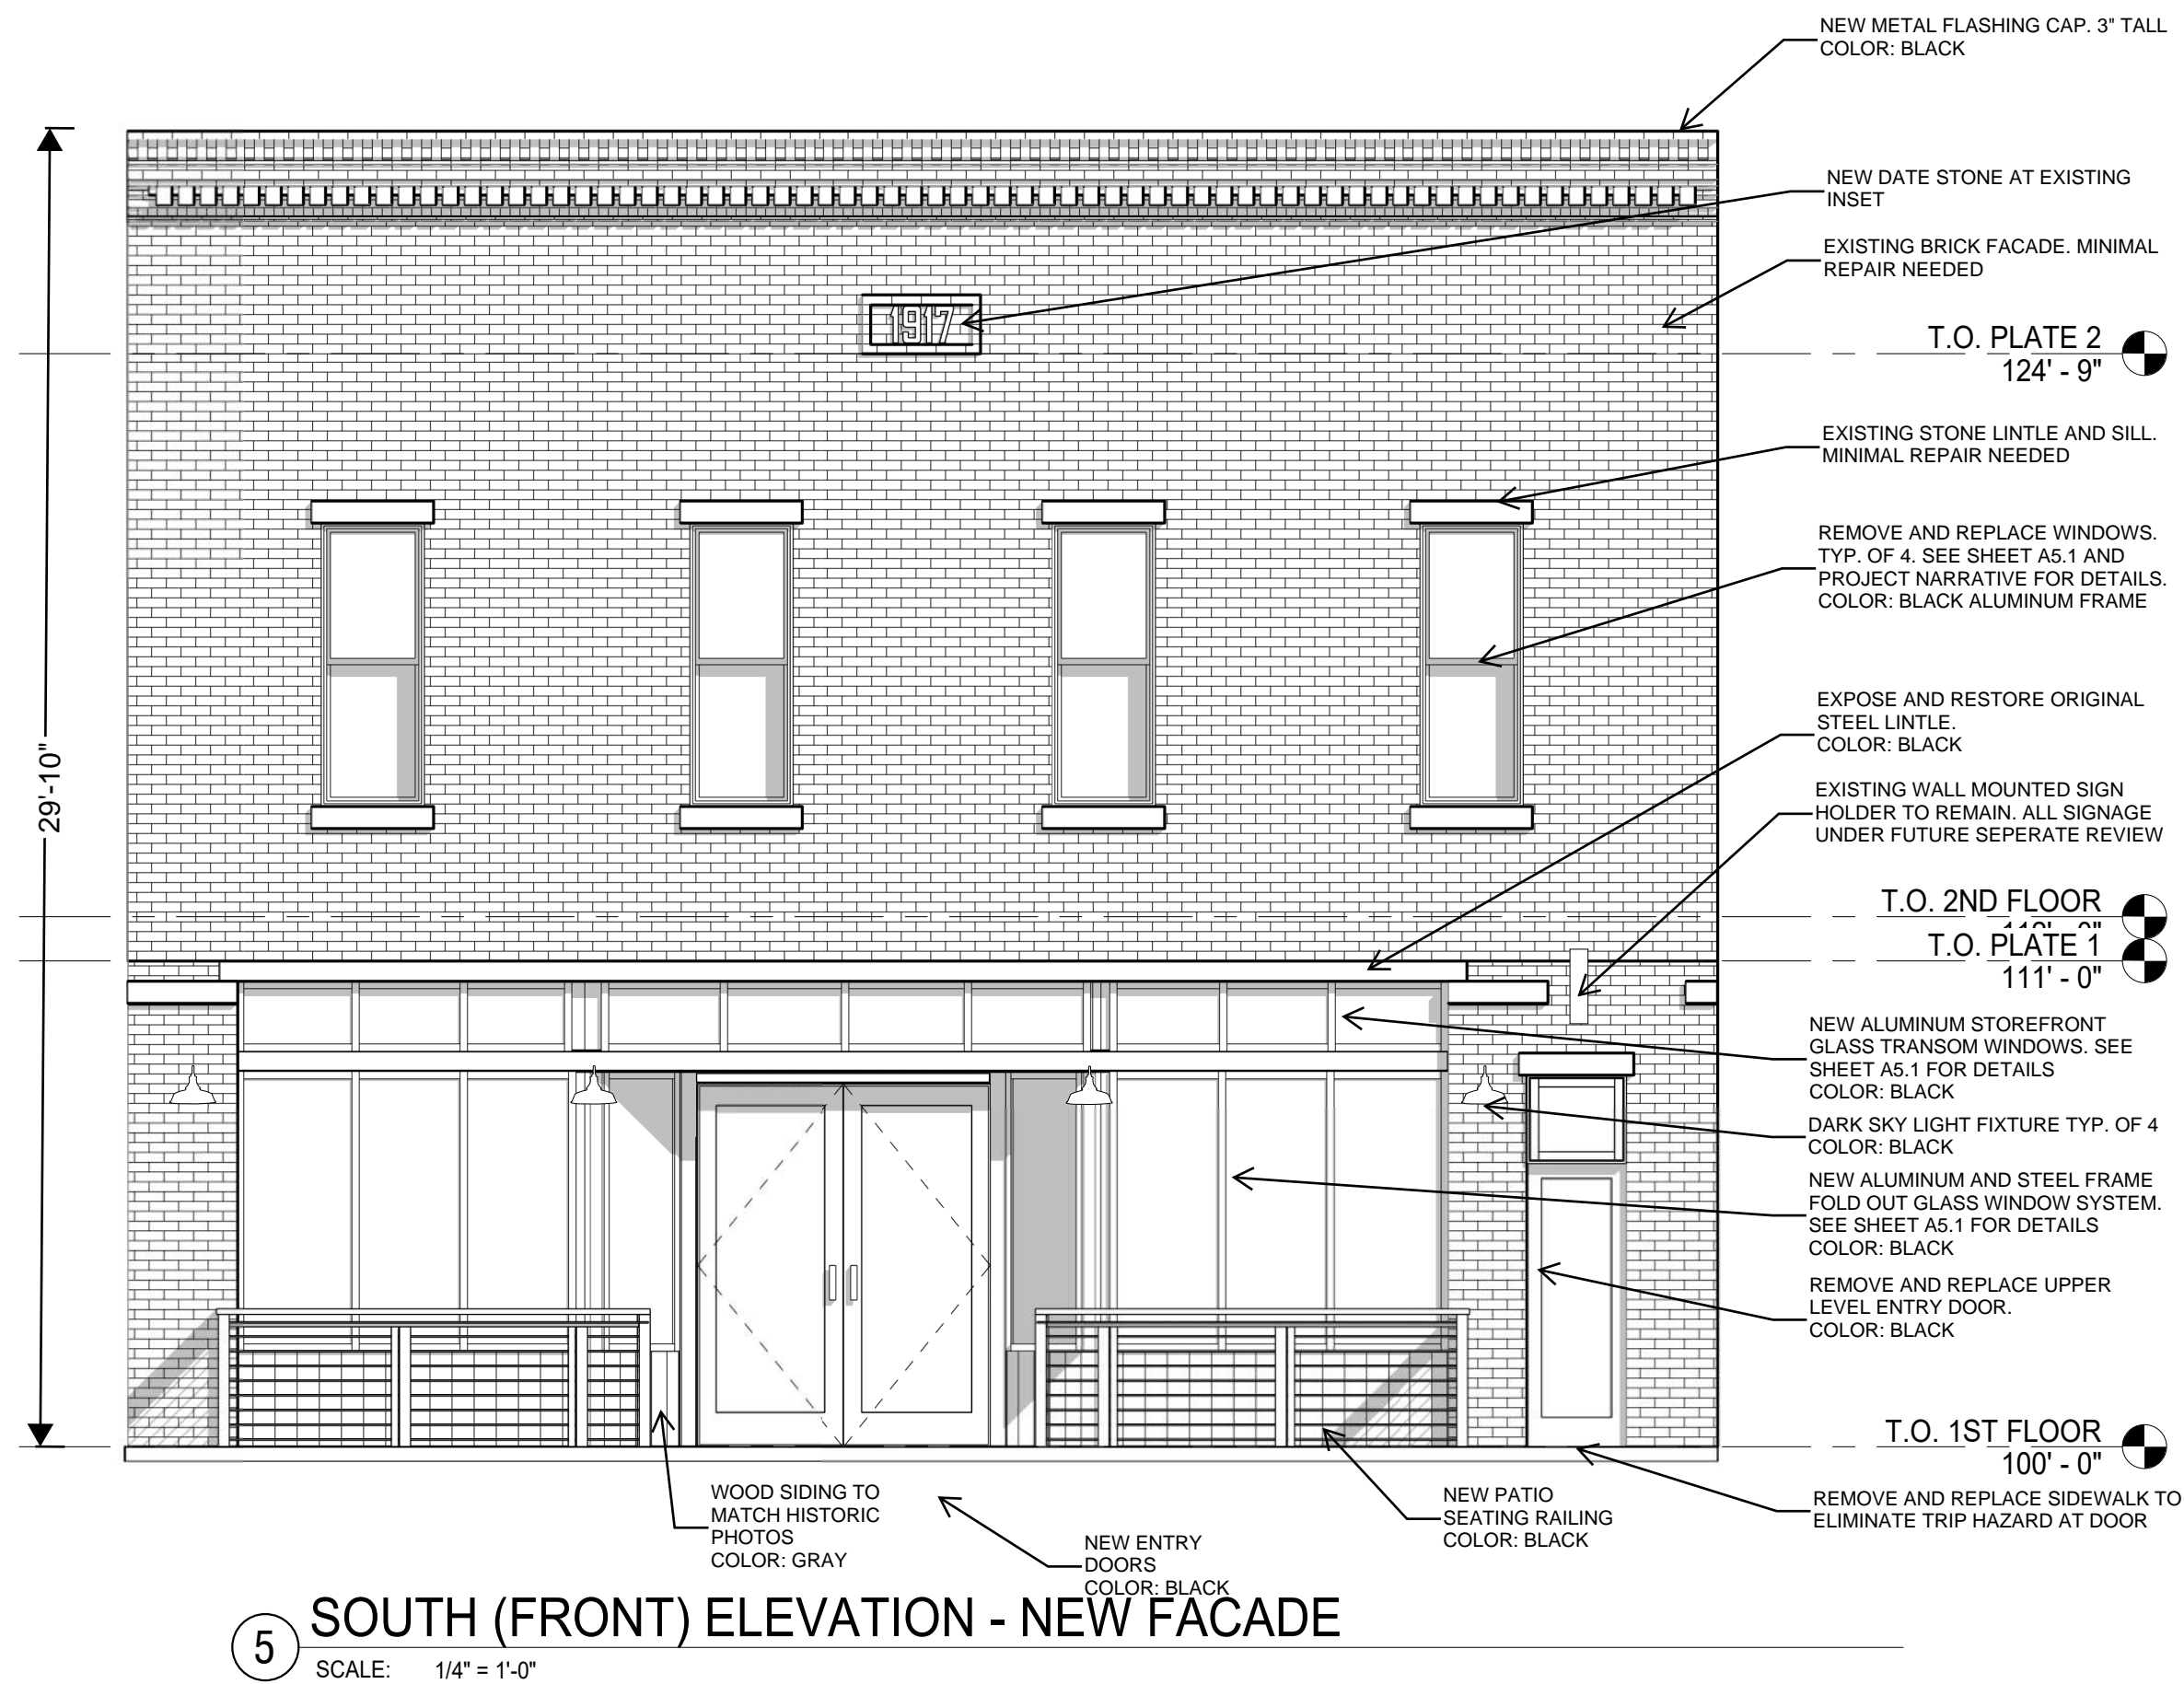 NEW METAL FLASHING CAP. 3" TALL
COLOR: BLACK
NEW DATE STONE AT EXISTING
INSET
EXISTING BRICK FACADE. MINIMAL
REPAIR NEEDED
1917
T.O. PLATE 2
124' - 9"
EXISTING STONE LINTLE AND SILL.
MINIMAL REPAIR NEEDED
REMOVE AND REPLACE WINDOWS.
TYP. OF 4. SEE SHEET A5.1 AND
PROJECT NARRATIVE FOR DETAILS.
COLOR: BLACK ALUMINUM FRAME
EXPOSE AND RESTORE ORIGINAL
STEEL LINTLE.
COLOR: BLACK
29'-10"
EXISTING WALL MOUNTED SIGN
HOLDER TO REMAIN. ALL SIGNAGE
UNDER FUTURE SEPERATE REVIEW
T.O. 2ND FLOOR
T.O. PLATE 1
111' - 0"
NEW ALUMINUM STOREFRONT
GLASS TRANSOM WINDOWS. SEE
SHEET A5.1 FOR DETAILS
COLOR: BLACK
DARK SKY LIGHT FIXTURE TYP. OF 4
COLOR: BLACK
NEW ALUMINUM AND STEEL FRAME
FOLD OUT GLASS WINDOW SYSTEM.
SEE SHEET A5.1 FOR DETAILS
COLOR: BLACK
REMOVE AND REPLACE UPPER
LEVEL ENTRY DOOR.
COLOR: BLACK
T.O. 1ST FLOOR
100' - 0"
REMOVE AND REPLACE SIDEWALK TO
ELIMINATE TRIP HAZARD AT DOOR
WOOD SIDING TO
MATCH HISTORIC
PHOTOS
COLOR: GRAY
NEW ENTRY
DOORS
COLOR: BLACK
NEW PATIO
SEATING RAILING
COLOR: BLACK
5
SOUTH (FRONT) ELEVATION - NEW FACADE
SCALE: 1/4" = 1'-0"